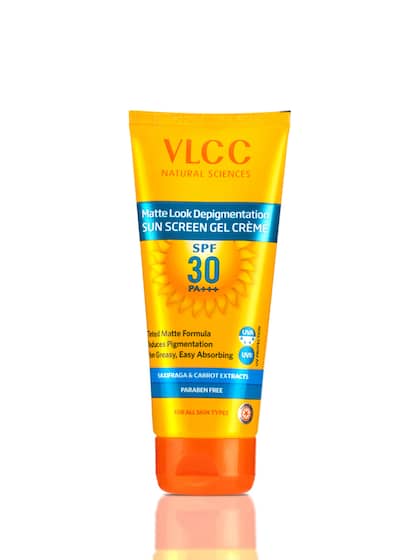 VLCC
NATURAL SCIENCES
Matte Look Depigmentation
SUN SCREEN GEL CRÈME
SPF
30
PA+++
Tinted Matte Formula
Reduces Pigmentation
Non Greasy, Easy Absorbing
UVA
UVB
SAXIFRAGA & CARROT EXTRACTS
PARABEN FREE
FOR ALL SKIN TYPES